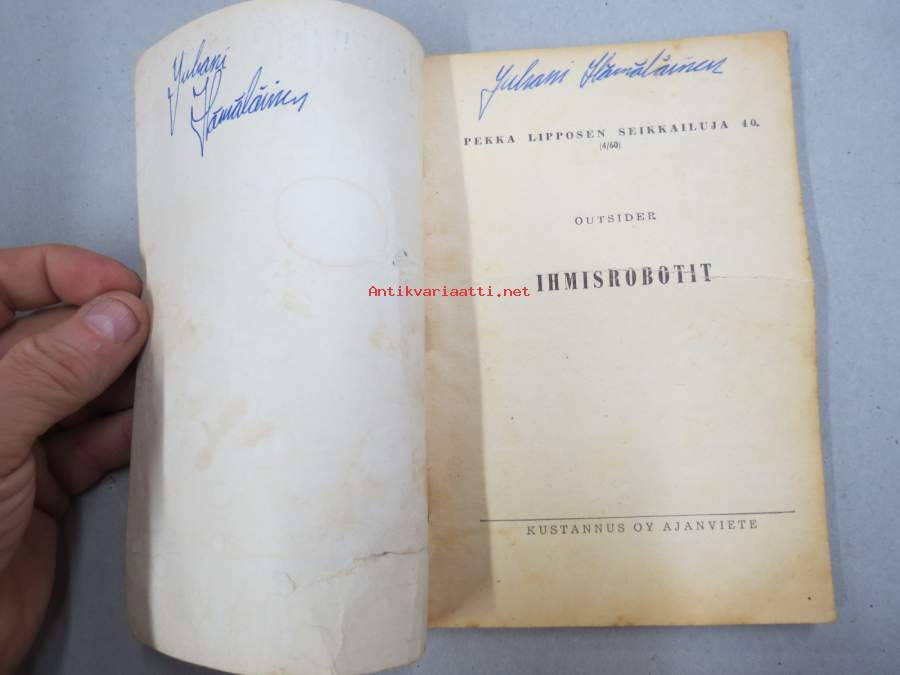 Juhani
Hämäläinen
Juhani Hämäläinen
PEKKA LIPPOSEN SEIKKAILUJA 40.
(4/60)
OUTSIDER
IHMISROBOTIT
Antikvariaatti.net
KUSTANNUS OY AJANVIETE